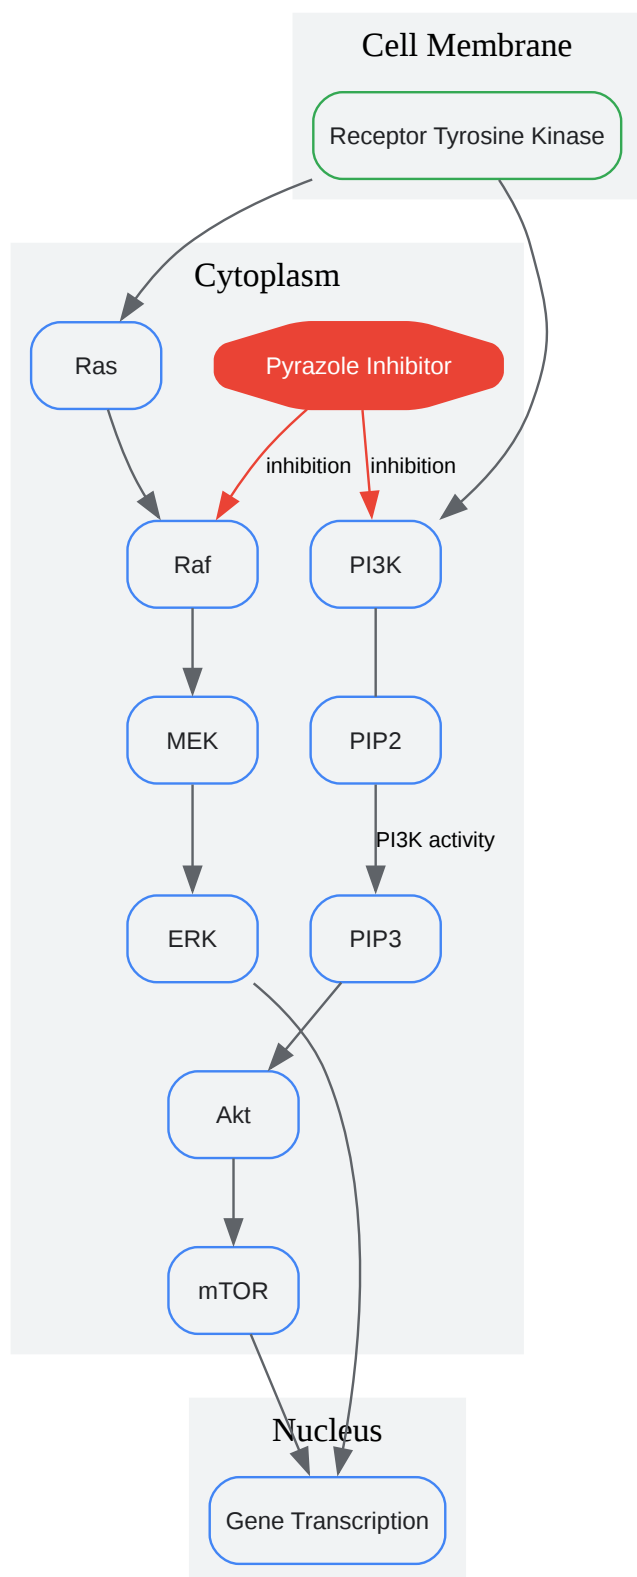 Cell Membrane
Receptor Tyrosine Kinase
Cytoplasm
Ras
Pyrazole Inhibitor
inhibition
inhibition
Raf
PI3K
MEK
PIP2
PI3K activity
ERK
PIP3
Akt
mTOR
Nucleus
Gene Transcription